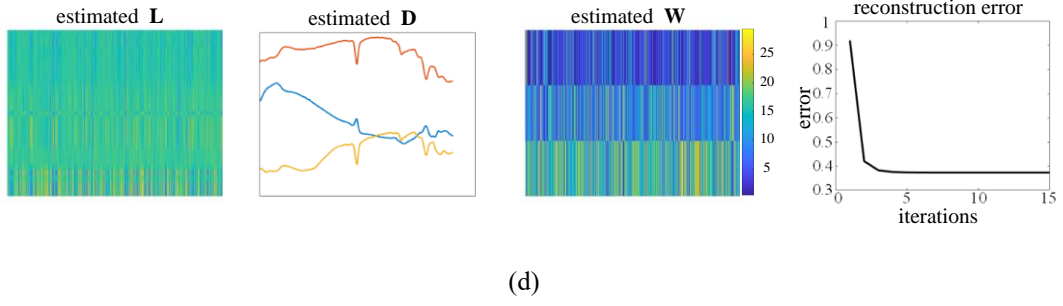 estimated L
estimated D
estimated W
25
20
15
10
5
reconstruction error
1
0.9
0.8
0.7
0.6
0.5
0.4
0.3
error
0 5 10 15
iterations
(d)